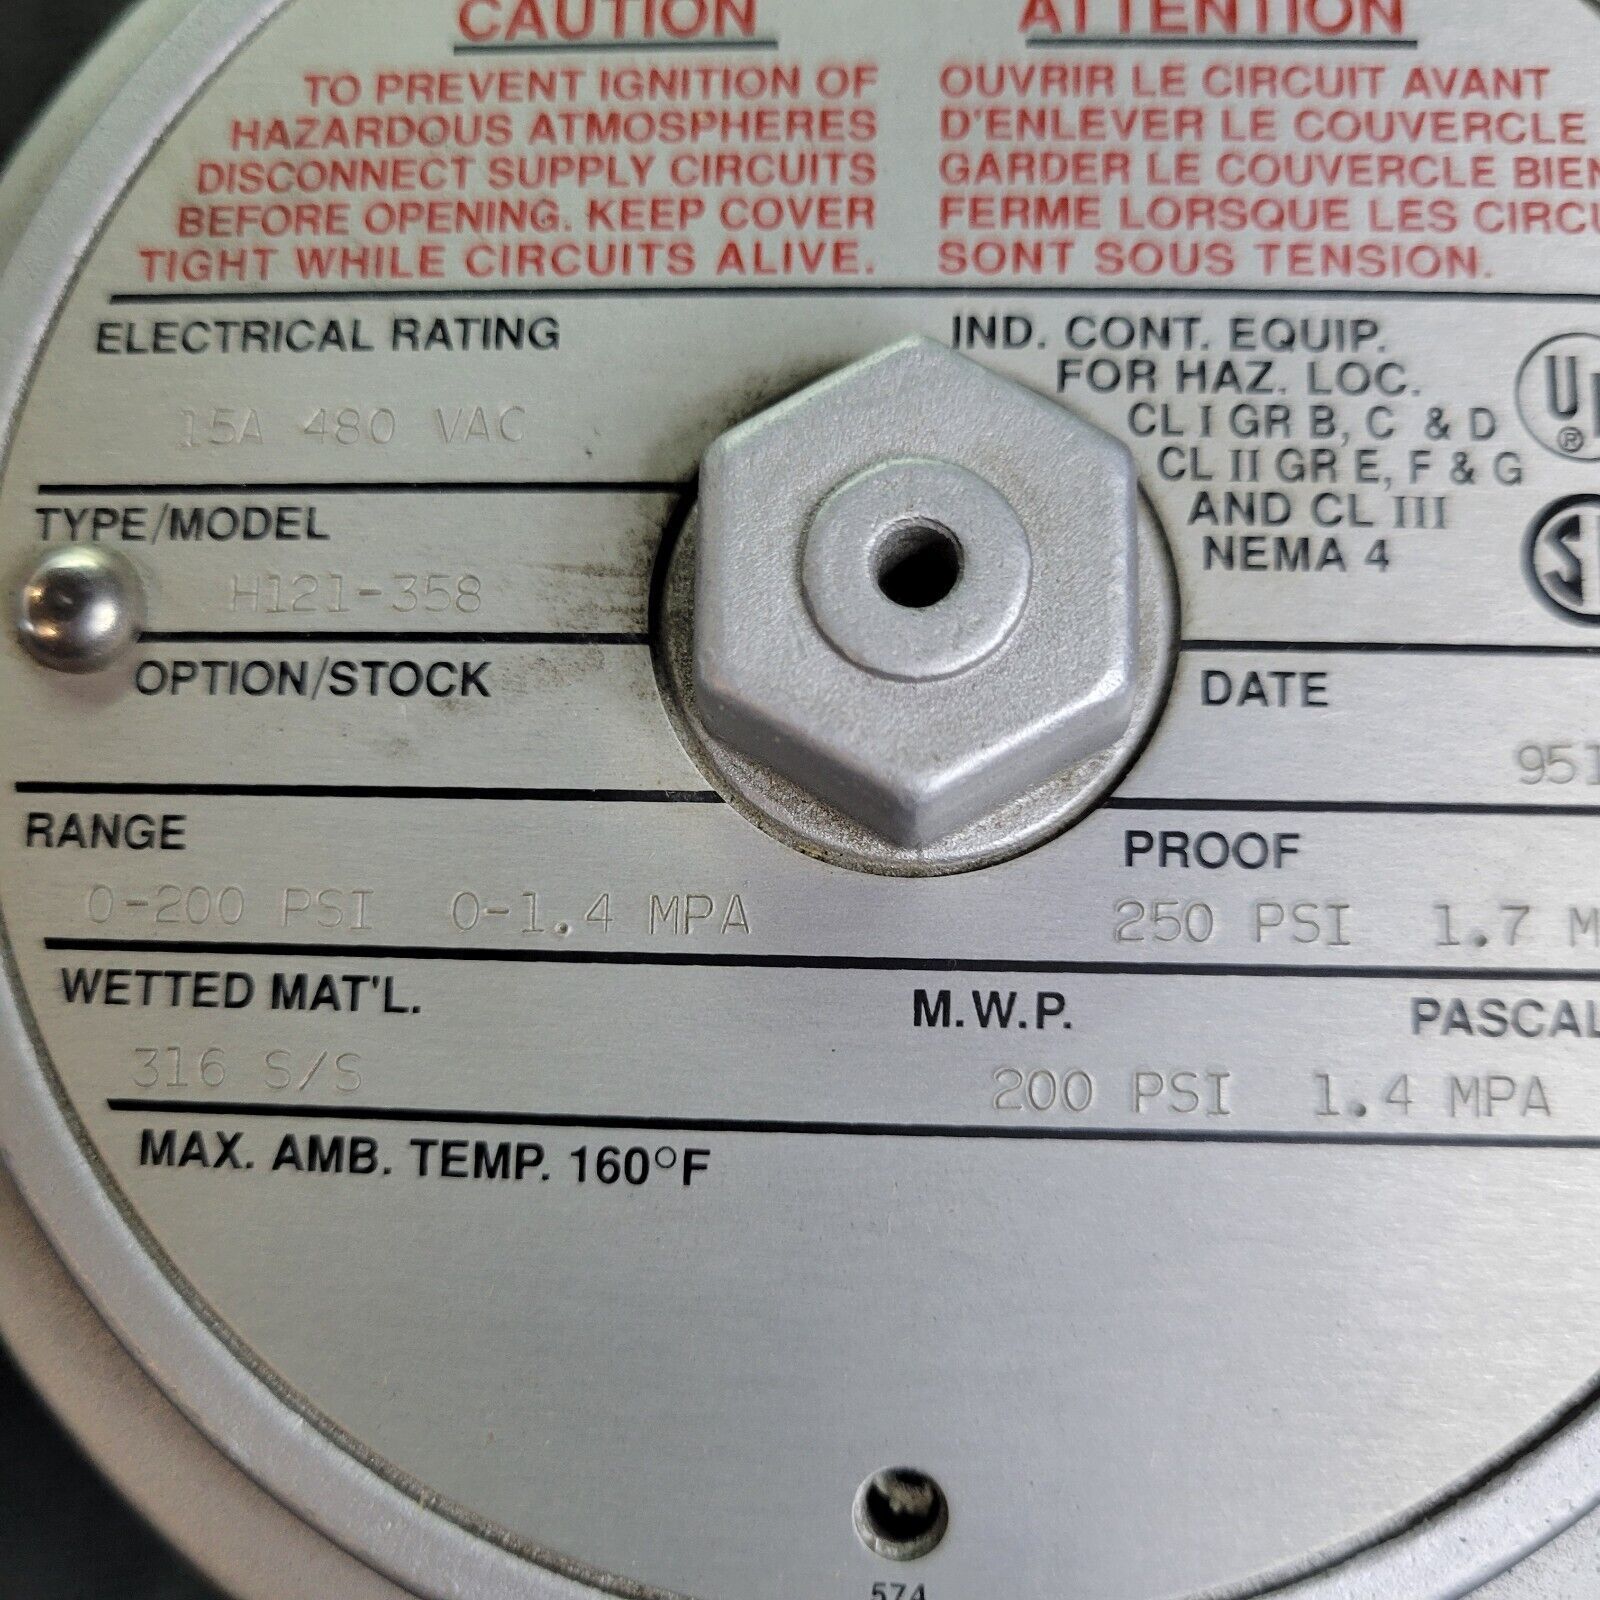 CAUTION
TO PREVENT IGNITION OF
HAZARDOUS ATMOSPHERES
DISCONNECT SUPPLY CIRCUITS
BEFORE OPENING. KEEP COVER
TIGHT WHILE CIRCUITS ALIVE.
ATTENTION
OUVRIR LE CIRCUIT AVANT
D'ENLEVER LE COUVERCLE
GARDER LE COUVERCLE BIEN
FERME LORSQUE LES
SONT SOUS TENSION.
ELECTRICAL RATING
15A 480 VAC
IND. CONT. EQUIP.
FOR HAZ. LOC.
CL I GR B, C & D
CL II GR E, F & G
AND CL III
NEMA 4
TYPE/MODEL
H121-358
OPTION/STOCK
DATE
RANGE
0-200 PSI 0-1.4 MPA
PROOF
250 PSI 1.7
WETTED MAT'L.
316 S/S
M.W.P.
200 PSI 1.4 MPA
MAX. AMB. TEMP. 160°F
574